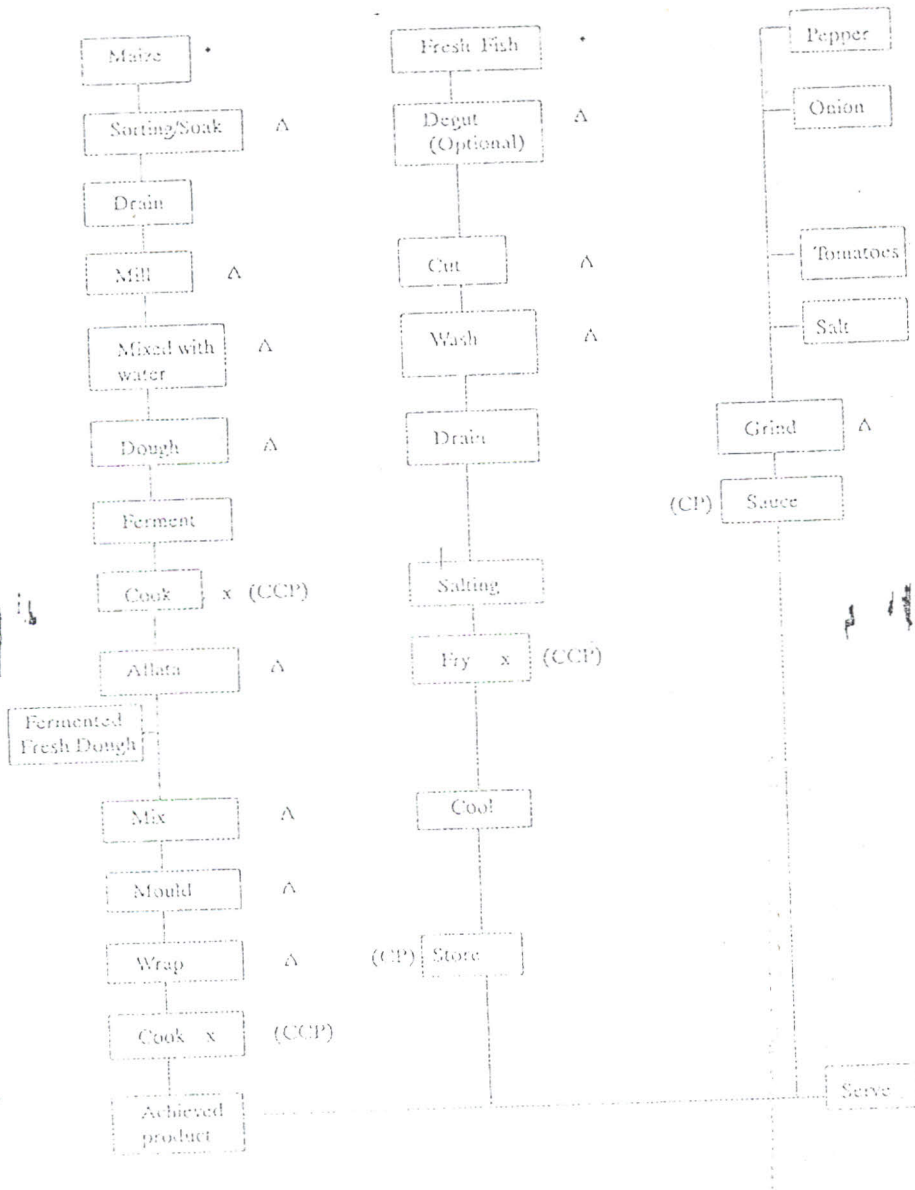 Maize
Sorting/Soak Δ
Drain
Mill Δ
Mixed with Δ
water
Dough Δ
Ferment
Cook x (CCP)
Aflata Δ
Fermented
Fresh Dough
Mix Δ
Mould Δ
Wrap Δ
Cook x (CCP)
Achieved
product
Fresh Fish
Degut Δ
(Optional)
Cut Δ
Wash Δ
Drain
Salting
Fry x (CCP)
Cool
(CP) Store
Pepper
Onion
Tomatoes
Salt
Grind Δ
(CP) Sauce
Serve